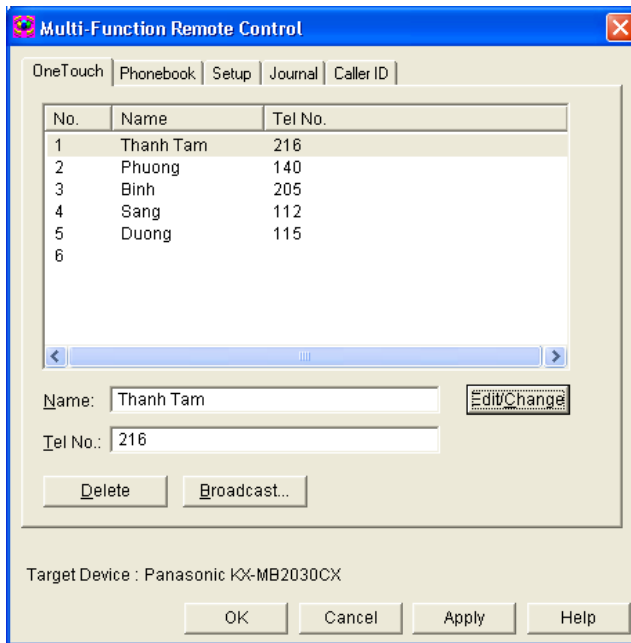 Multi-Function Remote Control
OneTouch Phonebook Setup Journal Caller ID
No. Name Tel No.
1 Thanh Tam 216
2 Phuong 140
3 Binh 205
4 Sang 112
5 Duong 115
6
Name: Thanh Tam Edit/Change
Tel No.: 216
Delete Broadcast...
Target Device : Panasonic KX-MB2030CX
OK Cancel Apply Help